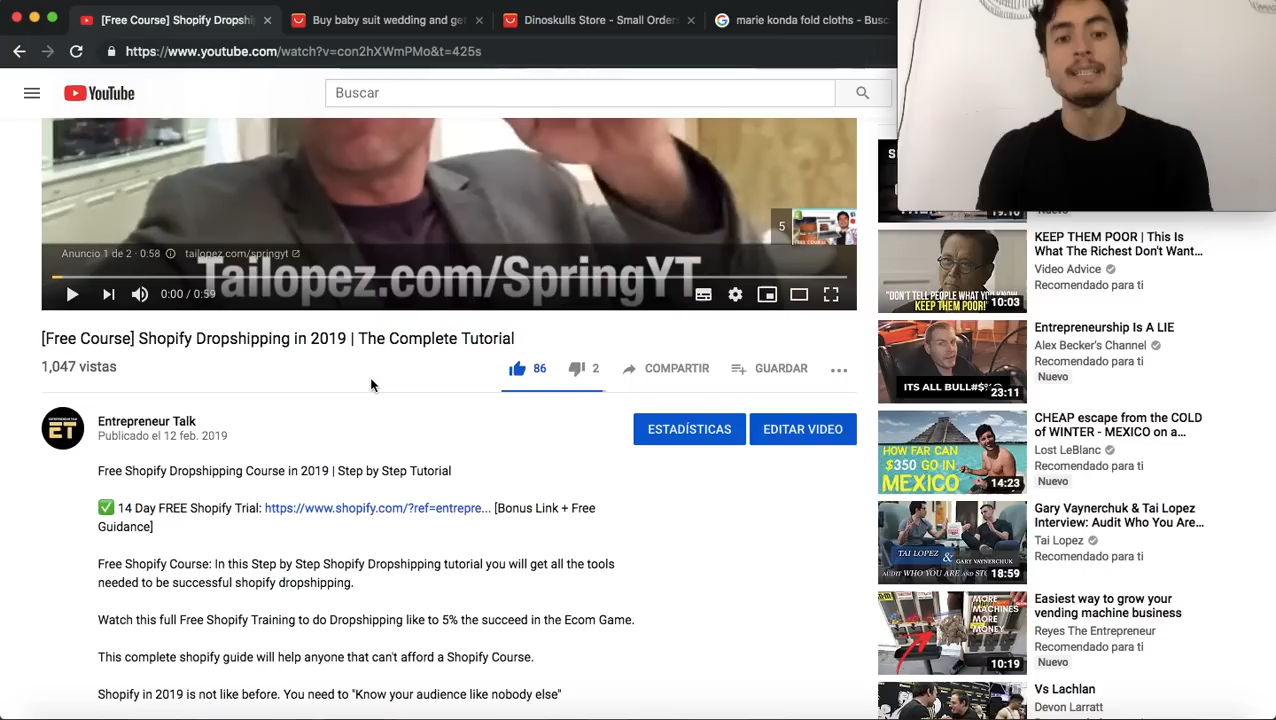 [Free Course] Shopify Dropshi
Buy baby suit wedding and ge
Dinoskulls Store - Small Order
marie konda fold cloths - Busc
https://www.youtube.com/watch?v=con2hXWmPMo&t=425s
YouTube
Buscar
5
Anuncio 1 de 2 · 0:58
tailopez.com/springyt
Tailopez.com/SpringYT
0:00 / 0:59
[Free Course] Shopify Dropshipping in 2019 | The Complete Tutorial
1,047 vistas
86
2
COMPARTIR
GUARDAR
ET
Entrepreneur Talk
Publicado el 12 feb. 2019
ESTADÍSTICAS
EDITAR VIDEO
Free Shopify Dropshipping Course in 2019 | Step by Step Tutorial
14 Day FREE Shopify Trial: https://www.shopify.com/?ref=entrepre... [Bonus Link + Free
Guidance]
Free Shopify Course: In this Step by Step Shopify Dropshipping tutorial you will get all the tools
needed to be successful shopify droshipping.
Watch this full Free Shopify Training to do Dropshipping like to 5% the succeed in the Ecom Game.
This complete shopify guide will help anyone that can't afford a Shopify Course.
Shopify in 2019 is not like before. You need to "Know your audience like nobody else"
19:10
Nuevo
KEEP THEM POOR | This Is
What The Richest Don't Want...
Video Advice
Recomendado para ti
"DON'T TELL PEOPLE WHAT YOU KNOW
KEEP THEM POOR!"
10:03
Entrepreneurship Is A LIE
Alex Becker's Channel
Recomendado para ti
Nuevo
ITS ALL BULL#$%@
23:11
CHEAP escape from the COLD
of WINTER - MEXICO on a...
Lost LeBlanc
Recomendado para ti
Nuevo
HOW FAR CAN
$350 GO IN
MEXICO
14:23
Gary Vaynerchuk & Tai Lopez
Interview: Audit Who You Are...
Tai Lopez
Recomendado para ti
TAI LOPEZ
&
GARY VAYNERCHUK
AUDIT WHO YOU ARE AND STO
18:59
Easiest way to grow your
vending machine business
Reyes The Entrepreneur
Recomendado para ti
Nuevo
MORE
MACHINES
MORE
MONEY
10:19
Vs Lachlan
Devon Larratt